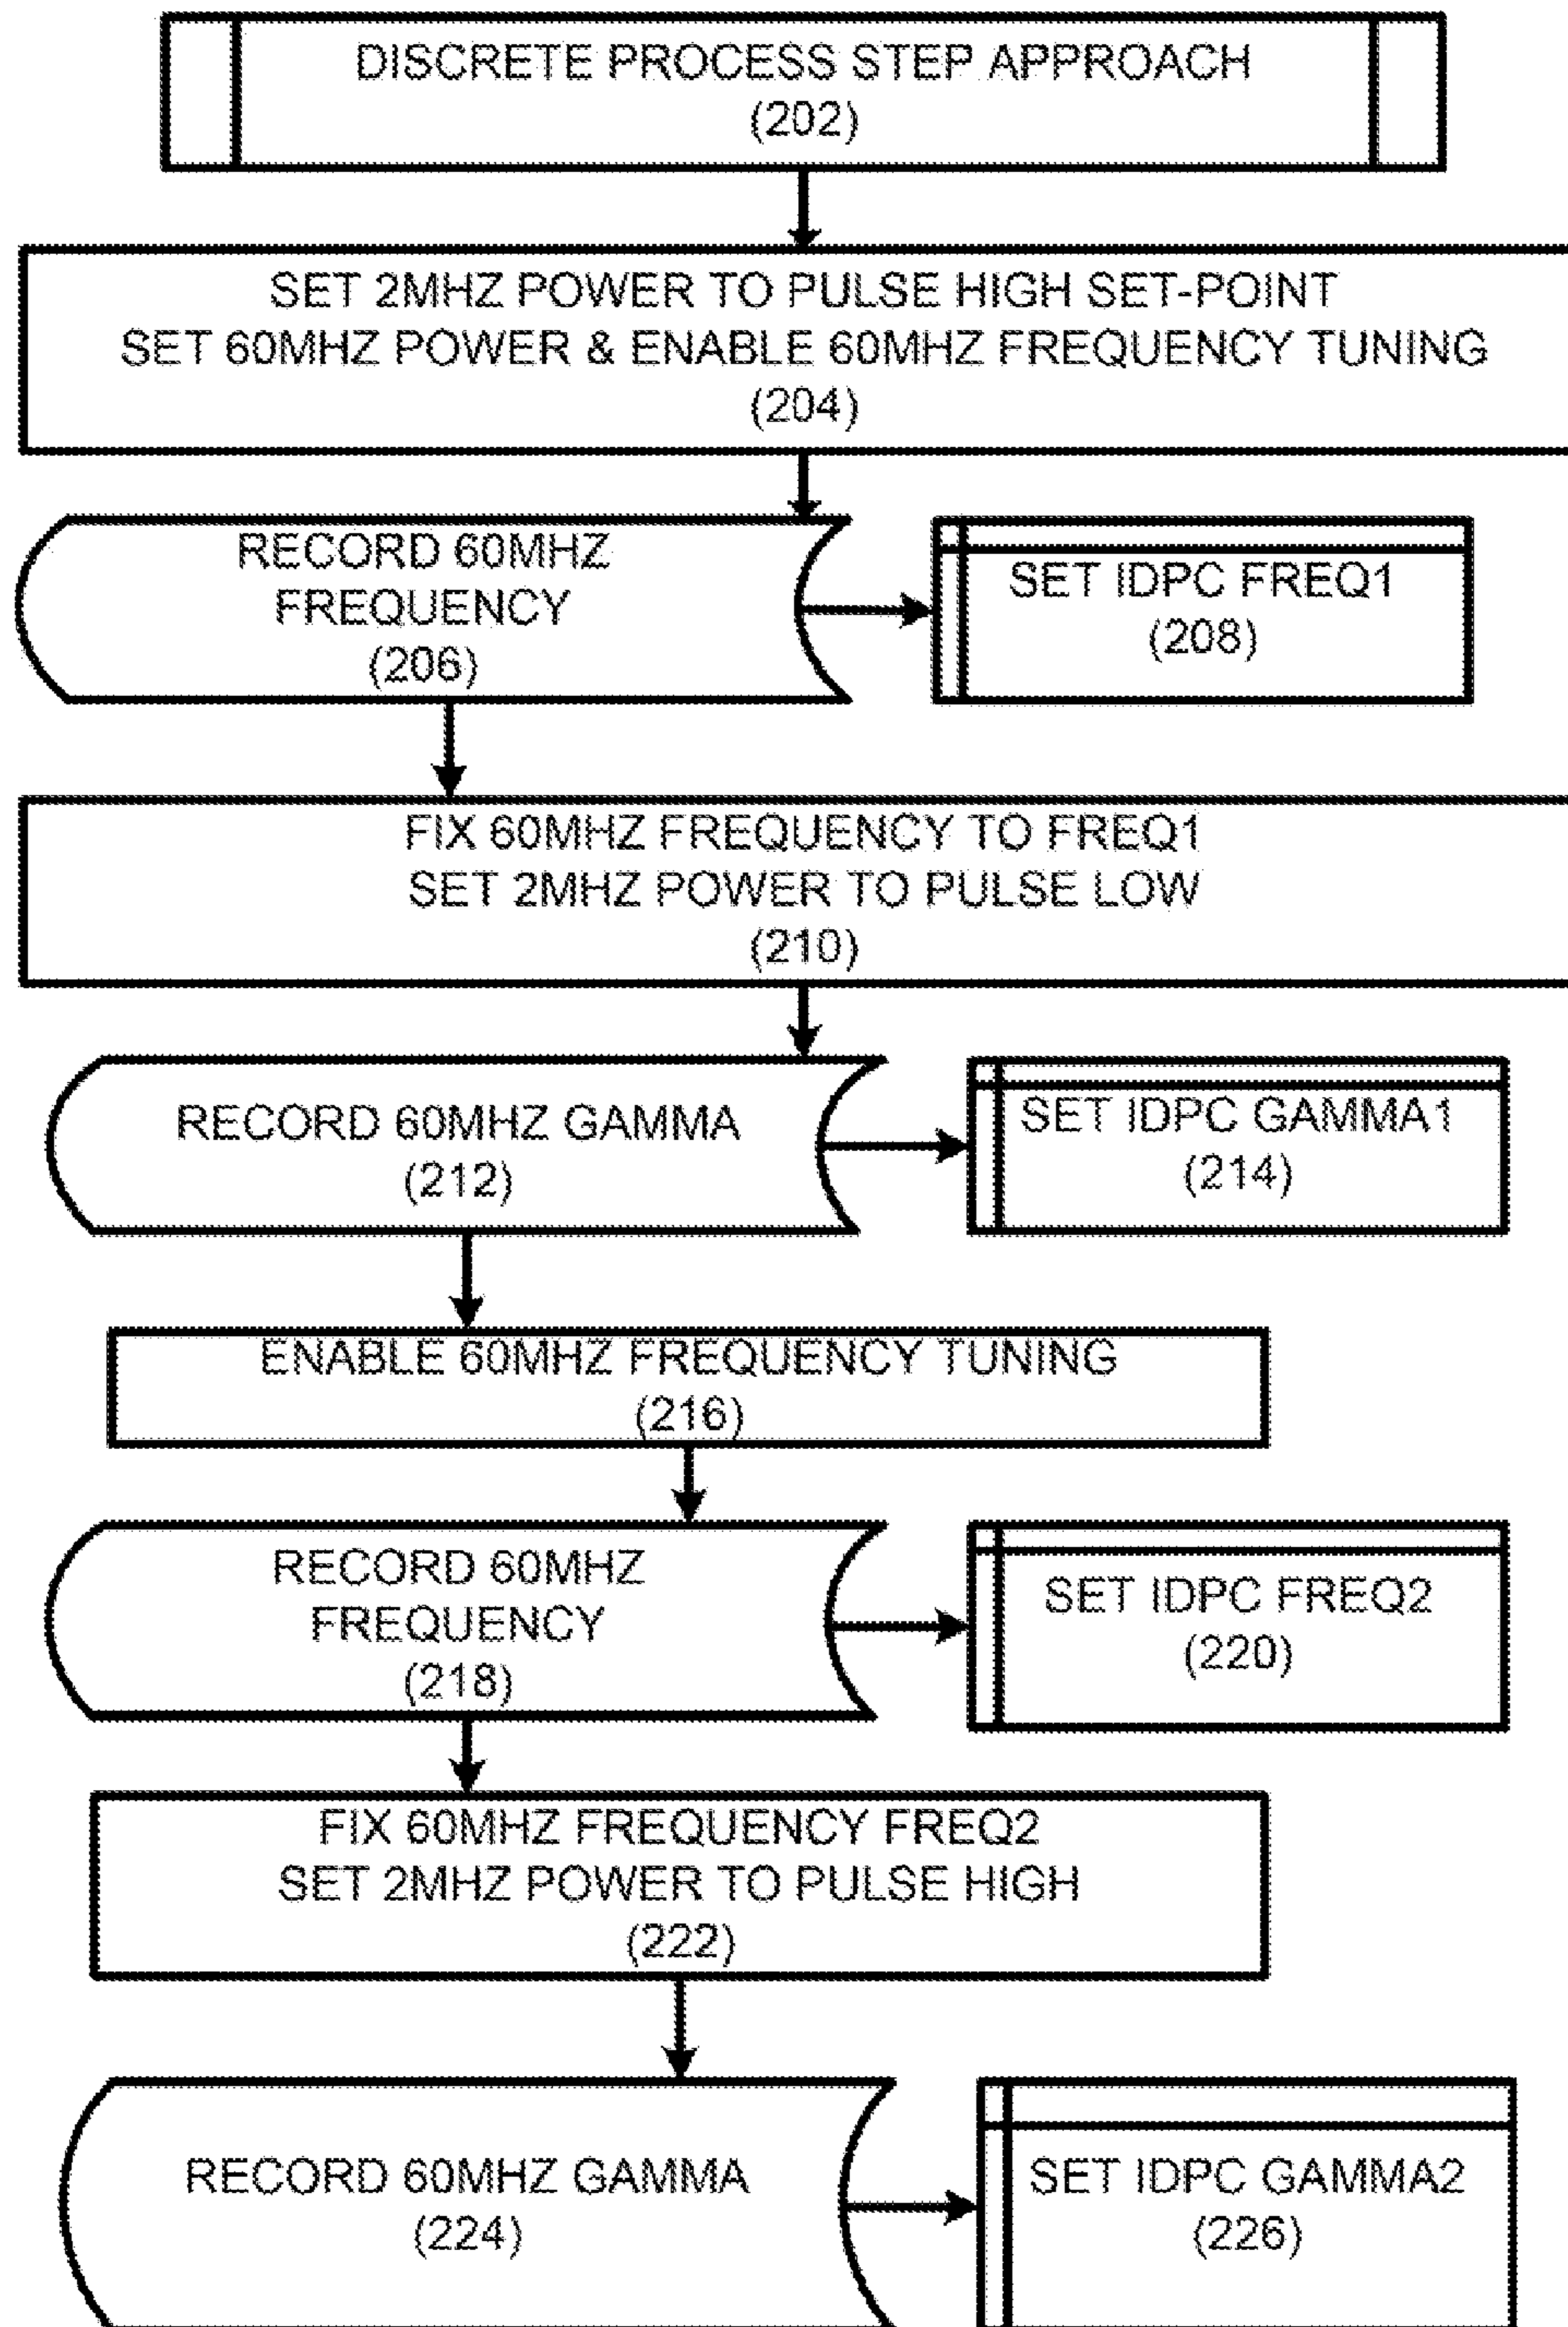 DISCRETE PROCESS STEP APPROACH
(202)
SET 2MHZ POWER TO PULSE HIGH SET-POINT
SET 60MHZ POWER & ENABLE 60MHZ FREQUENCY TUNING
(204)
RECORD 60MHZ
FREQUENCY
(206)
SET IDPC FREQ1
(208)
FIX 60MHZ FREQUENCY TO FREQ1
SET 2MHZ POWER TO PULSE LOW
(210)
RECORD 60MHZ GAMMA
(212)
SET IDPC GAMMA1
(214)
ENABLE 60MHZ FREQUENCY TUNING
(216)
RECORD 60MHZ
FREQUENCY
(218)
SET IDPC FREQ2
(220)
FIX 60MHZ FREQUENCY FREQ2
SET 2MHZ POWER TO PULSE HIGH
(222)
RECORD 60MHZ GAMMA
(224)
SET IDPC GAMMA2
(226)